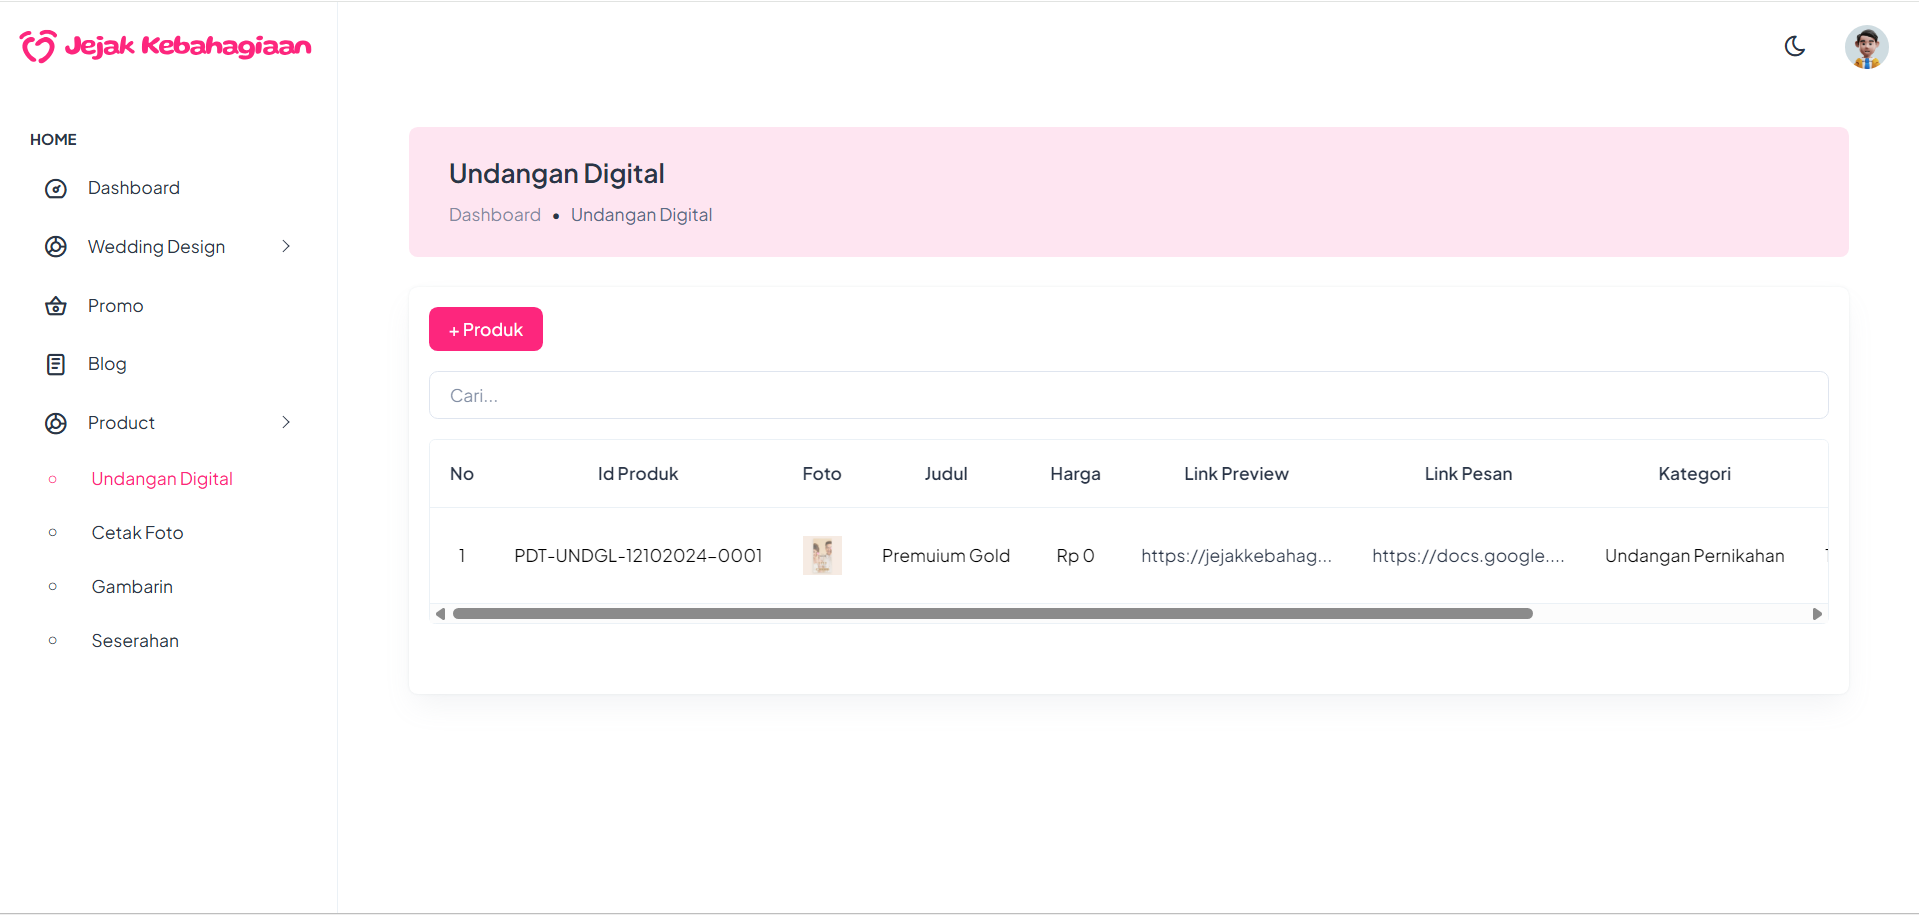 Jejak Kebahagiaan
HOME
Dashboard
Wedding Design
Promo
Blog
Product
Undangan Digital
Cetak Foto
Gambarin
Seserahan
Undangan Digital
Dashboard • Undangan Digital
+ Produk
Cari...
No Id Produk Foto Judul Harga Link Preview Link Pesan Kategori
1 PDT-UNDGL-12102024-0001 Premuium Gold Rp 0 https://jejakkebahag... https://docs.google.... Undangan Pernikahan